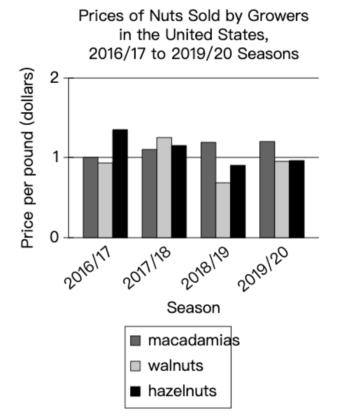 Prices of Nuts Sold by Growers
in the United States,
2016/17 to 2019/20 Seasons
Price per pound (dollars)
2
1
0
2016/17
2017/18
2018/19
2019/20
Season
macadamias
walnuts
hazelnuts